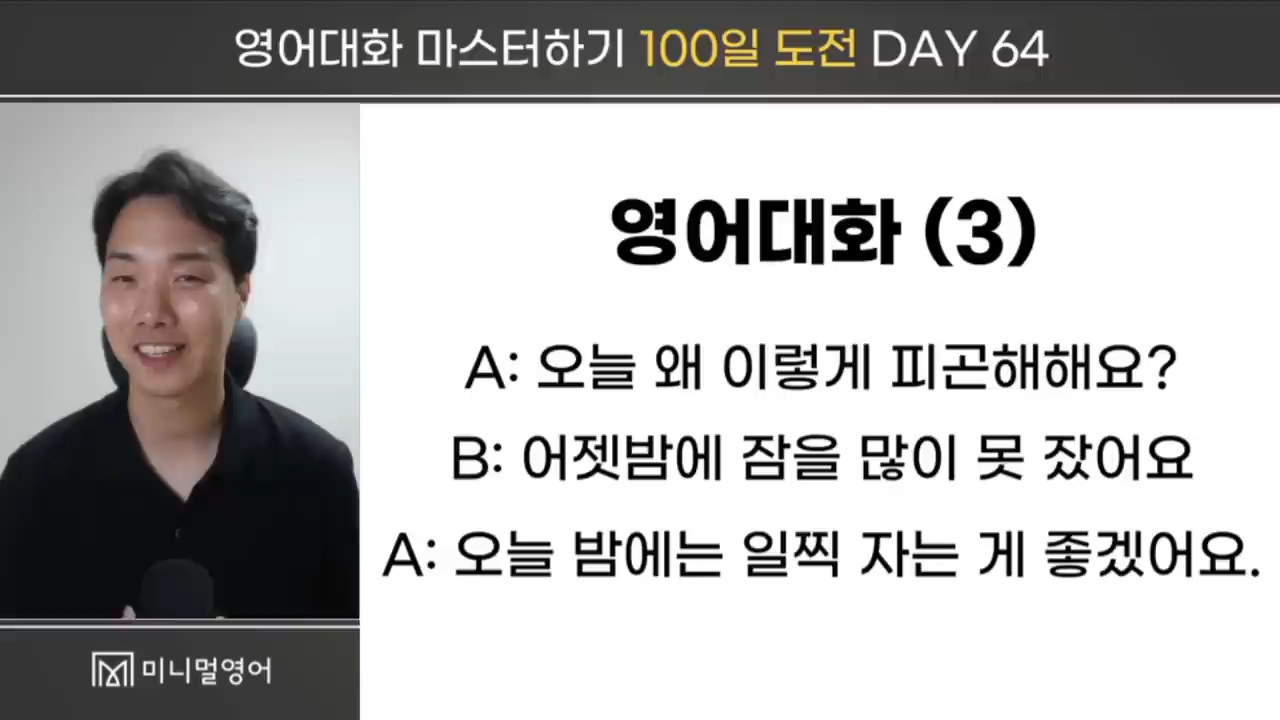 영어대화 마스터하기 100일 도전 DAY 64
영어대화 (3)
A: 오늘 왜 이렇게 피곤해해요?
B: 어젯밤에 잠을 많이 못 잤어요
A: 오늘 밤에는 일찍 자는 게 좋겠어요.
미니멀영어